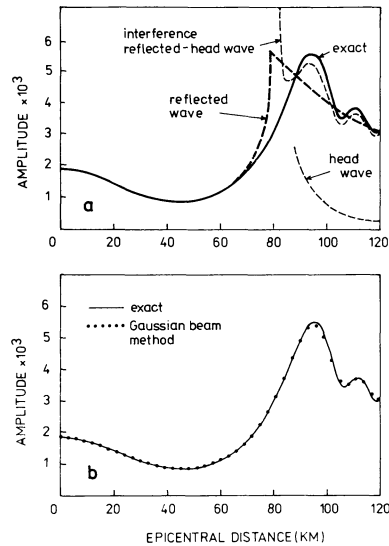 6
5
4
3
2
1
AMPLITUDE ×10³
interference
reflected-head wave
exact
reflected
wave
head
wave
a
0 20 40 60 80 100 120
6
5
4
3
2
1
AMPLITUDE ×10³
exact
Gaussian beam
method
b
0 20 40 60 80 100 120
EPICENTRAL DISTANCE (KM)